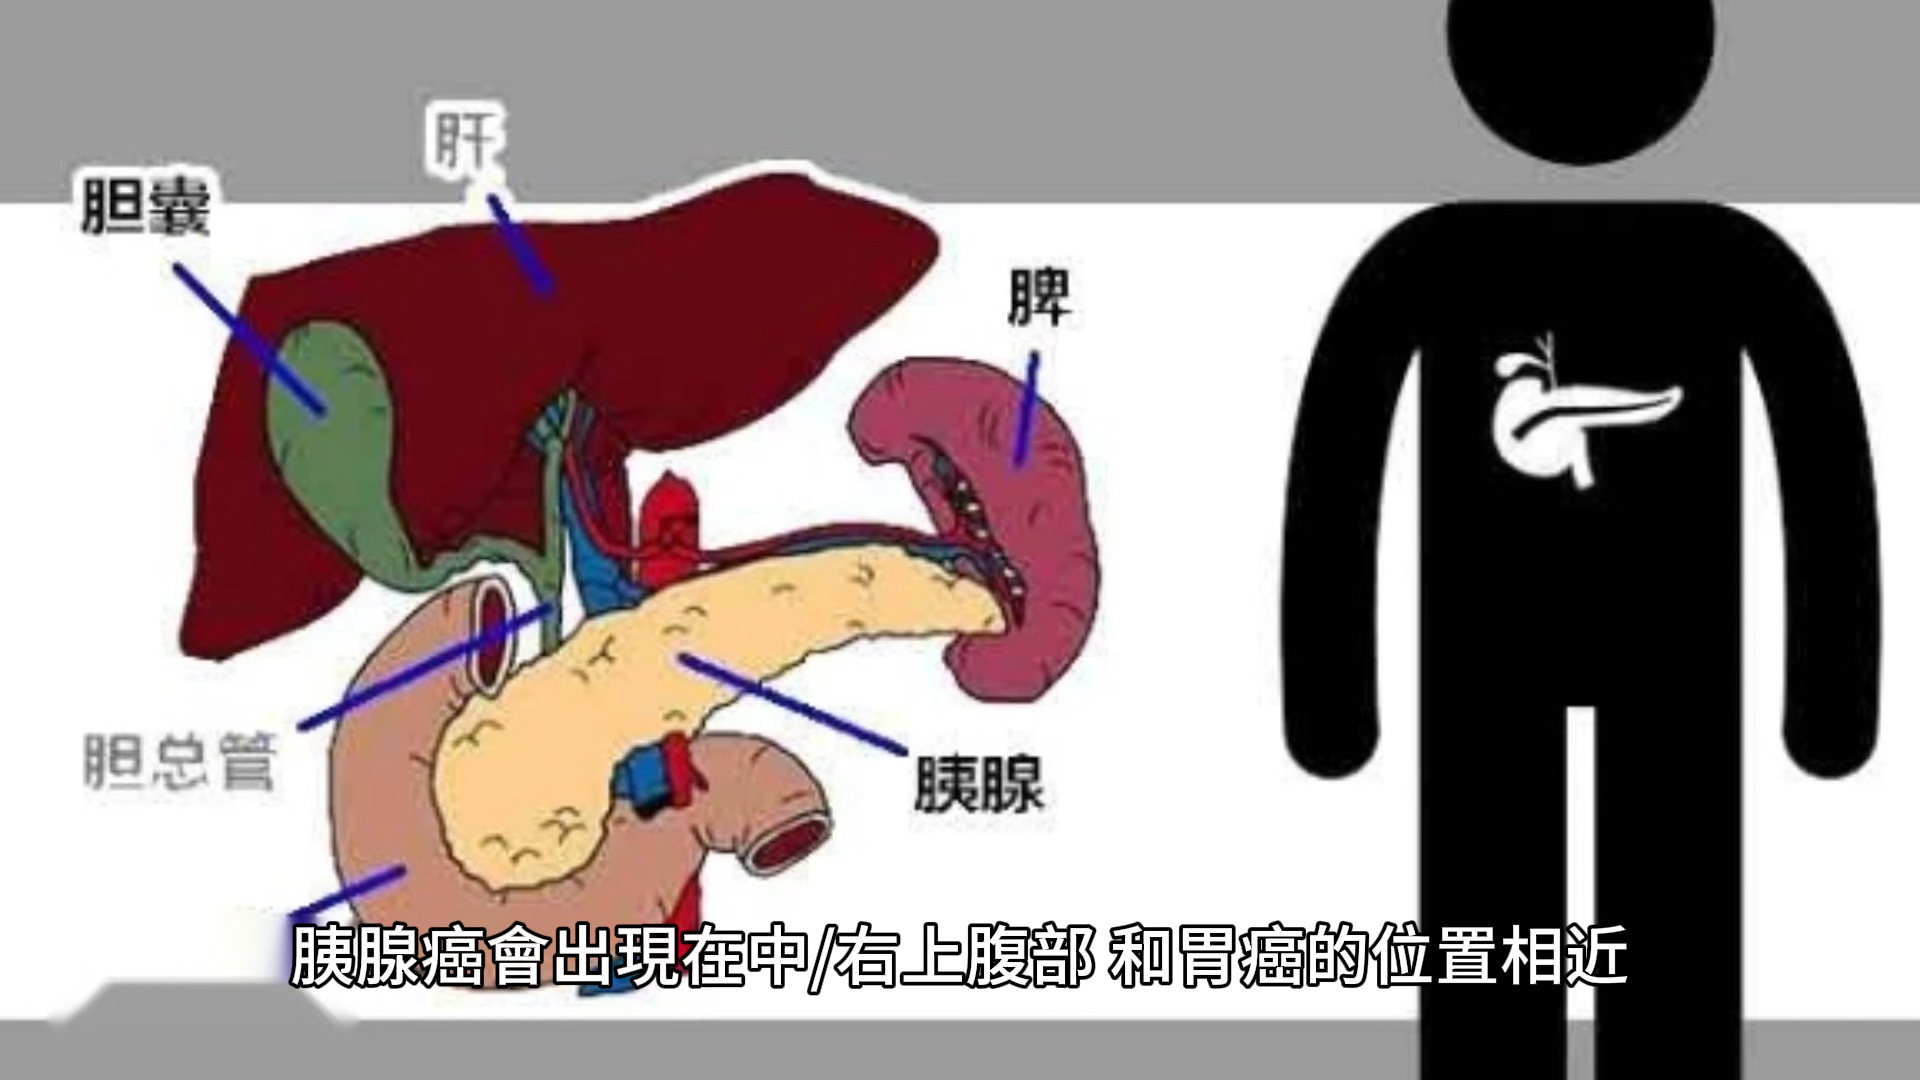 肝
胆囊
脾
胆总管
胰腺
胰腺癌會出現在中/右上腹部 和胃癌的位置相近